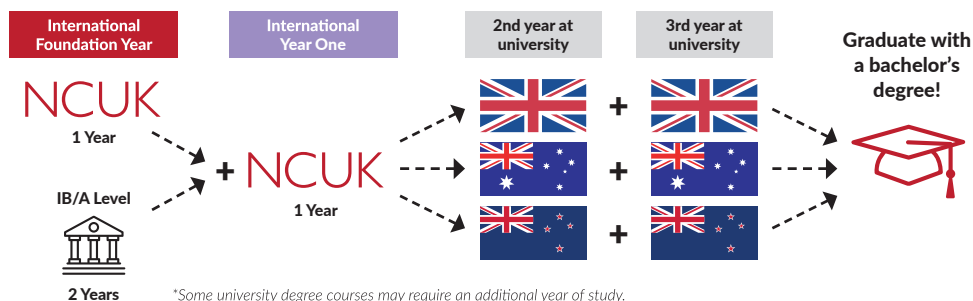 International
Foundation Year
International
Year One
2nd year at
university
3rd year at
university
Graduate with
a bachelor's
degree!
NCUK
1 Year
+ NCUK
1 Year
+
+
+
IB/A Level
2 Years
*Some university degree courses may require an additional year of study.